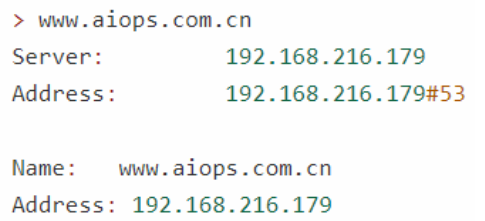 > www.aiops.com.cn
Server: 192.168.216.179
Address: 192.168.216.179#53
Name: www.aiops.com.cn
Address: 192.168.216.179